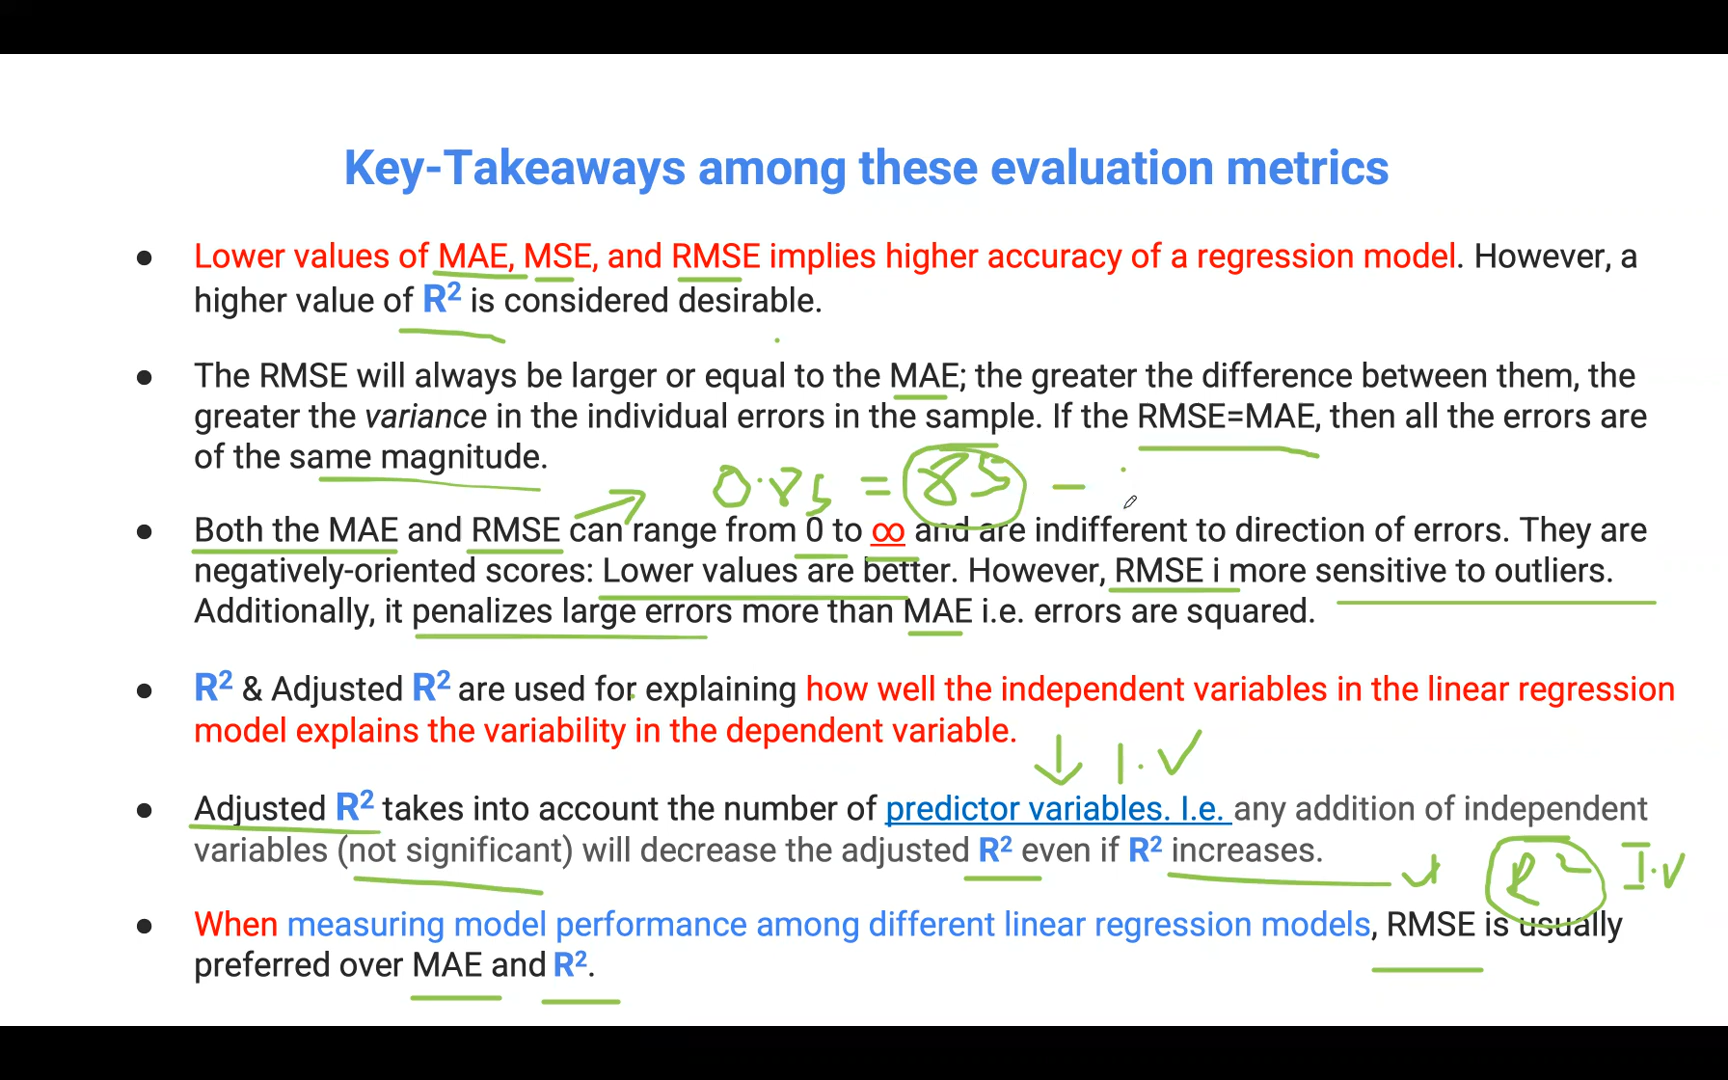 Key-Takeaways among these evaluation metrics
● Lower values of MAE, MSE, and RMSE implies higher accuracy of a regression model. However, a
higher value of R² is considered desirable.
● The RMSE will always be larger or equal to the MAE; the greater the difference between them, the
greater the variance in the individual errors in the sample. If the RMSE=MAE, then all the errors are
of the same magnitude.
0.85 = 85 -
● Both the MAE and RMSE can range from 0 to ∞ and are indifferent to direction of errors. They are
negatively-oriented scores: Lower values are better. However, RMSE i more sensitive to outliers.
Additionally, it penalizes large errors more than MAE i.e. errors are squared.
● R² & Adjusted R² are used for explaining how well the independent variables in the linear regression
model explains the variability in the dependent variable.
↓ I.V
● Adjusted R² takes into account the number of predictor variables. I.e. any addition of independent
variables (not significant) will decrease the adjusted R² even if R² increases.
R² I.V
● When measuring model performance among different linear regression models, RMSE is usually
preferred over MAE and R².